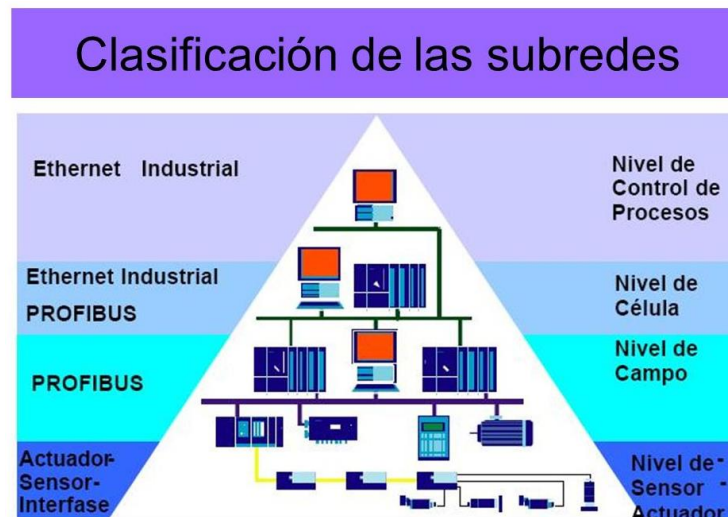 Clasificación de las subredes
Ethernet Industrial
Nivel de
Control de
Procesos
Ethernet Industrial
PROFIBUS
Nivel de
Célula
PROFIBUS
Nivel de
Campo
Actuador-
Sensor-
Interfase
Nivel de-
Sensor -
Actuador